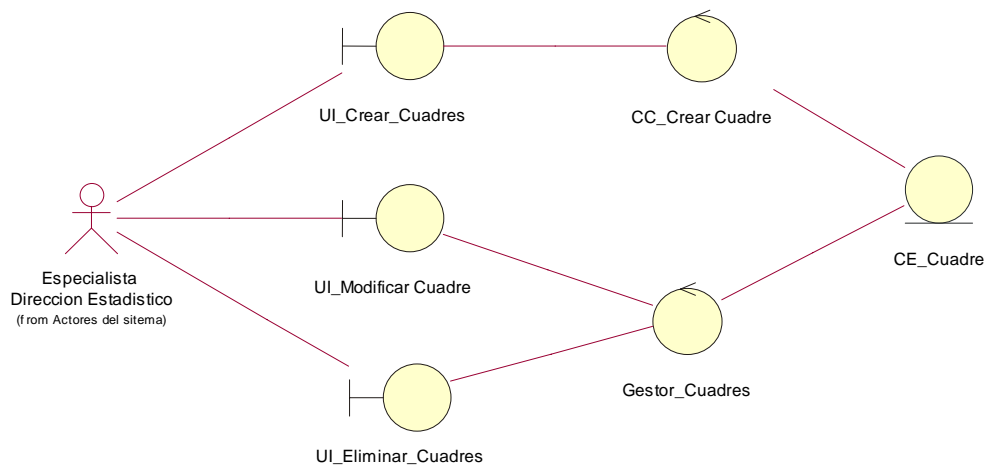 UI_Crear_Cuadres
CC_Crear Cuadre
CE_Cuadre
Especialista
Direccion Estadistico
(from Actores del sitema)
UI_Modificar Cuadre
Gestor_Cuadres
UI_Eliminar_Cuadres